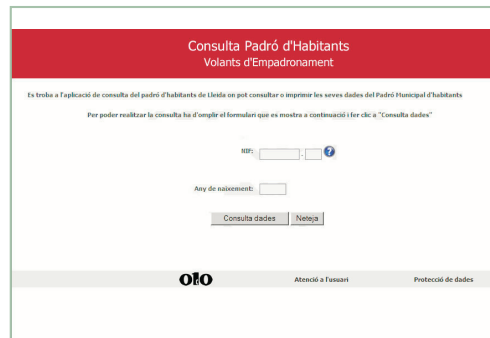 Consulta Padró d'Habitants
Volants d'Empadronament
Es troba a l'aplicació de consulta del padró d'habitants de Lleida on pot consultar o imprimir les seves dades del Padró Municipal d'habitants
Per poder realitzar la consulta ha d'omplir el formulari que es mostra a continuació i fer clic a "Consulta dades"
NIF: . ?
Any de naixement:
Consulta dades Neteja
Atenció a l'usuari Protecció de dades